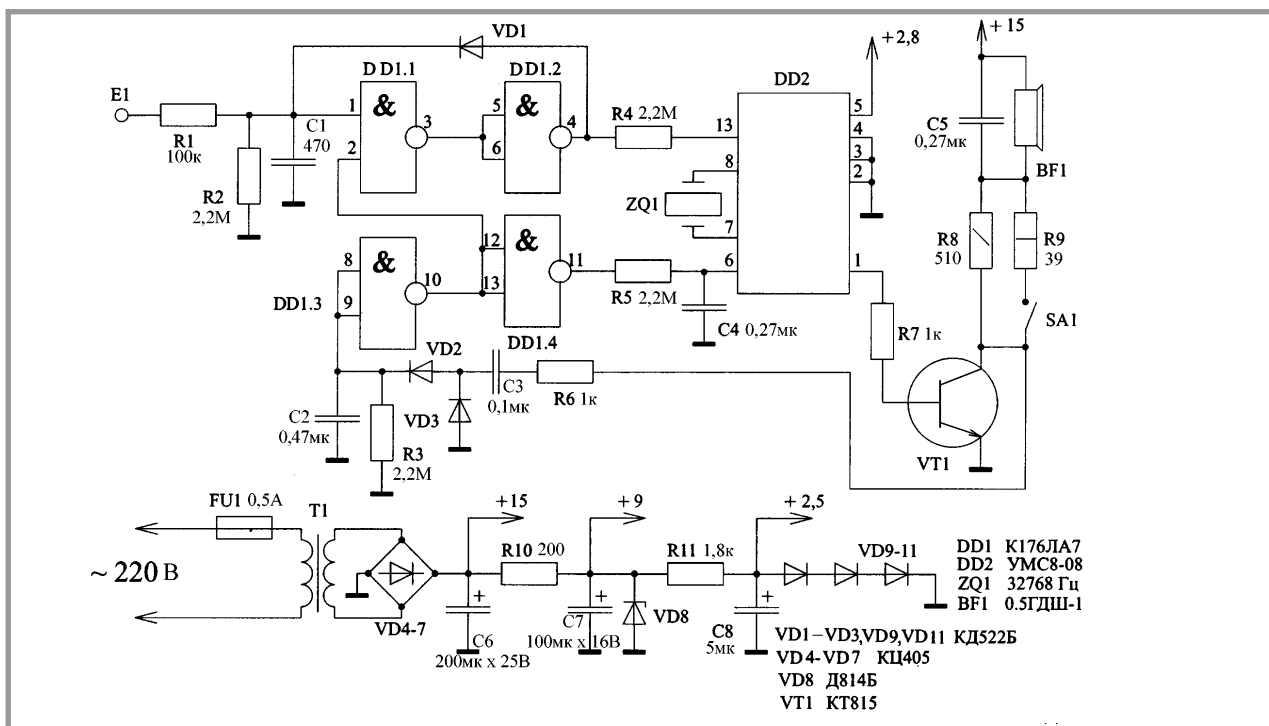 VD1
+2,8
+15
E1
DD1.1
DD1.2
DD2
R1
100к
C1
470
R2
2,2М
1
2
&
3
5
6
&
4
R4 2,2М
13
8
7
6
5
4
3
2
1
ZQ1
C5
0,27мк
BF1
8
9
&
10
DD1.3
12
13
&
11
DD1.4
R5 2,2М
C4 0,27мк
R8
510
R9
39
SA1
R7 1к
VT1
VD2
VD3
C3
0,1мк
R6 1к
C2
0,47мк
R3
2,2М
FU1 0,5А
T1
~ 220 В
VD4-7
+15
R10 200
+9
R11 1,8к
+2,5
VD9-11
+
C6
200мк х 25В
+
C7
100мк х 16В
VD8
+
C8
5мк
DD1 К176ЛА7
DD2 УМС8-08
ZQ1 32768 Гц
BF1 0.5ГДШ-1
VD1–VD3,VD9,VD11 КД522Б
VD4-VD7 КЦ405
VD8 Д814Б
VT1 КТ815